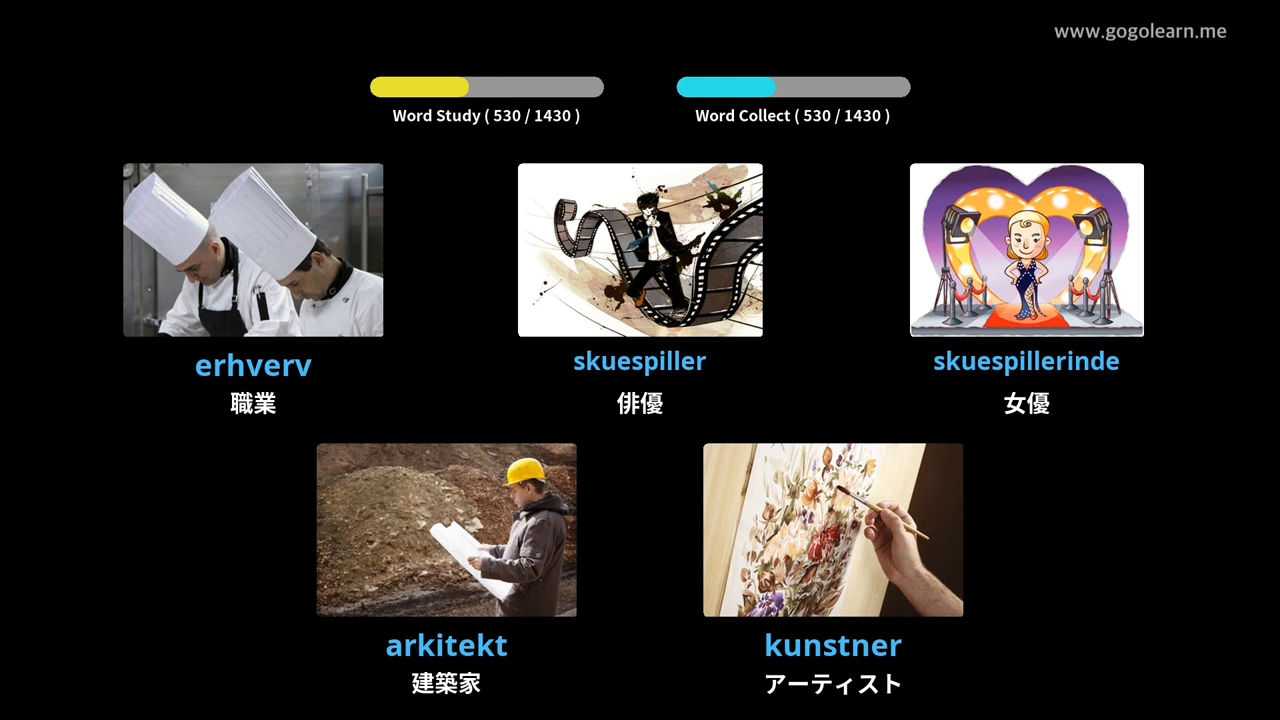 www.gogolearn.me
Word Study ( 530 / 1430 )
Word Collect ( 530 / 1430 )
erhverv
職業
skuespiller
俳優
skuespillerinde
女優
arkitekt
建築家
kunstner
アーティスト